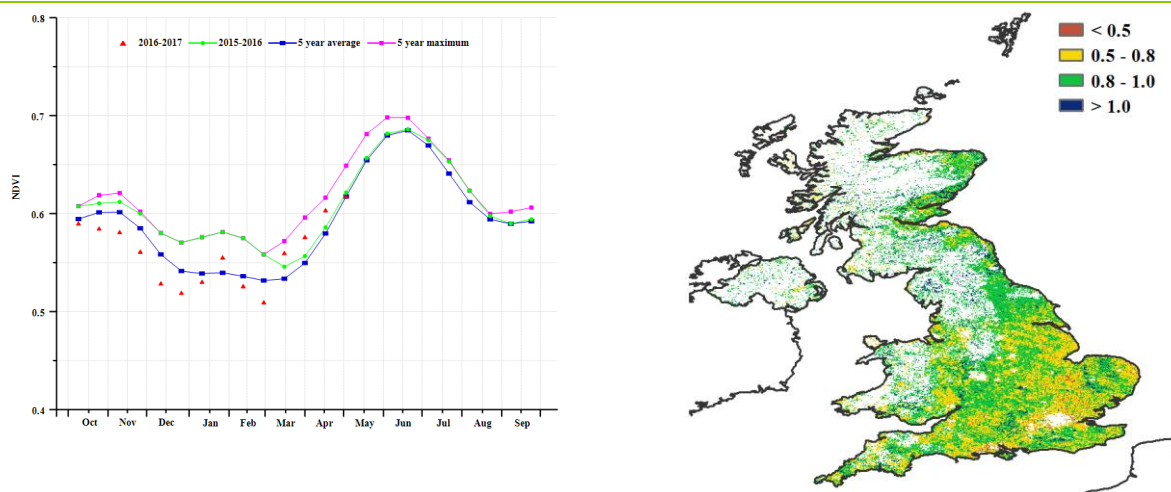 0.8
0.7
0.6
0.5
0.4
NDVI
2016-2017 2015-2016 5 year average 5 year maximum
Oct Nov Dec Jan Feb Mar Apr May Jun Jul Aug Sep
< 0.5
0.5 - 0.8
0.8 - 1.0
> 1.0